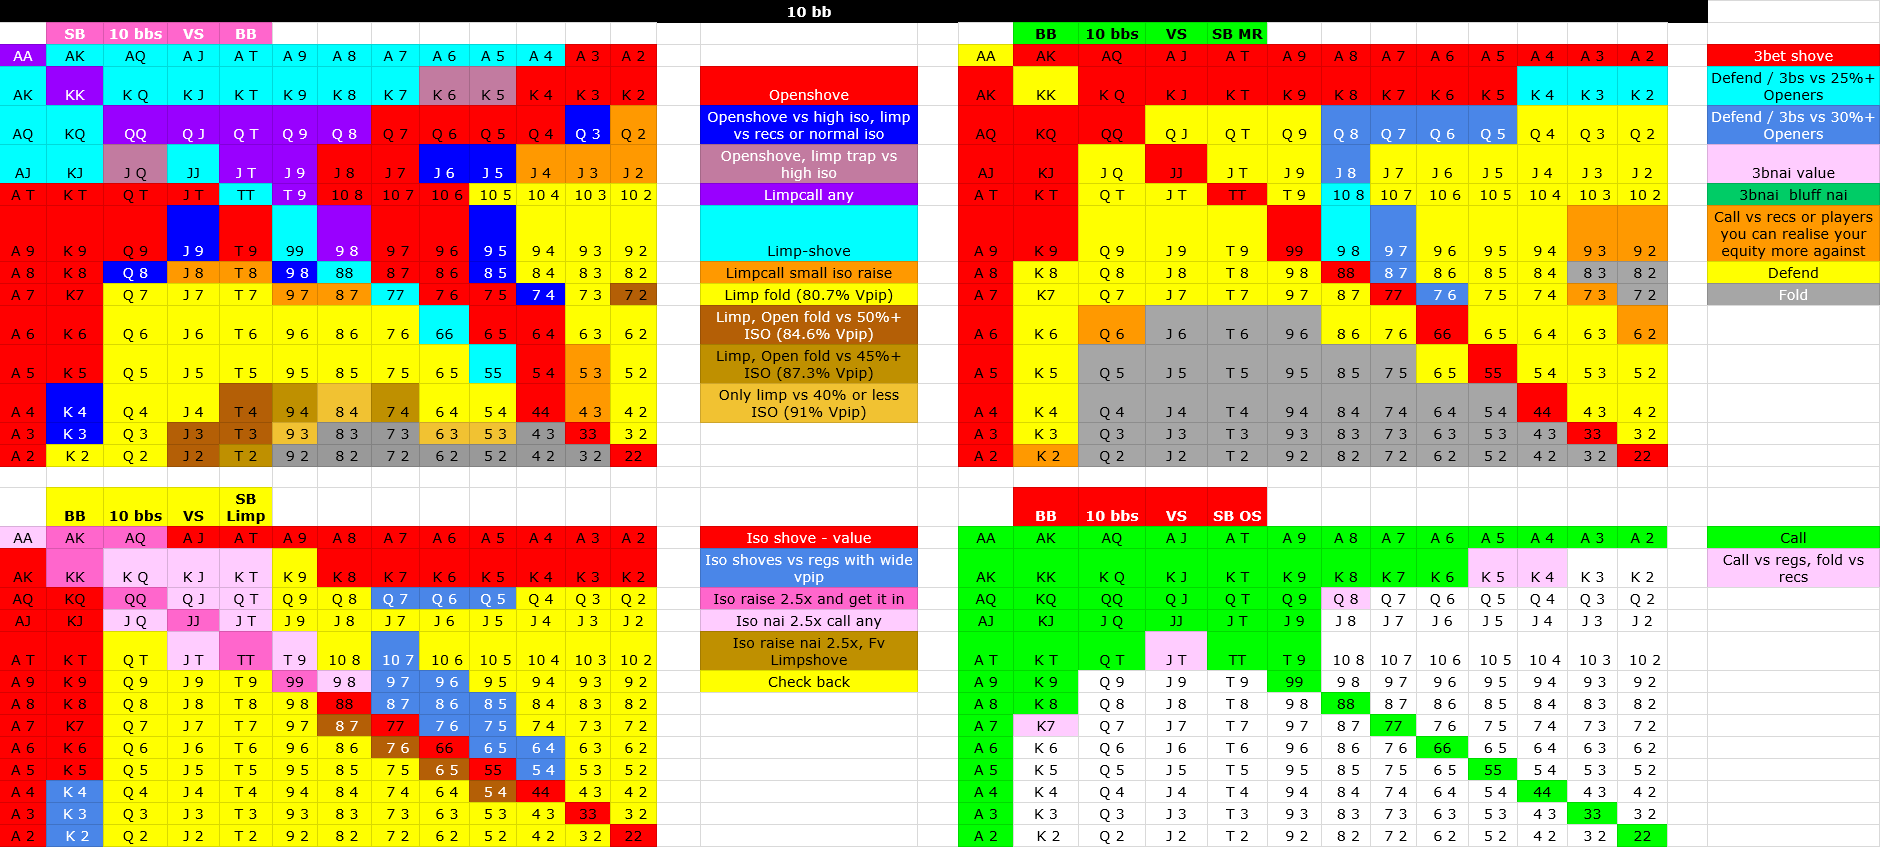 10 bb
SB 10 bbs VS BB
AA AK AQ A J A T A 9 A 8 A 7 A 6 A 5 A 4 A 3 A 2
AK KK K Q K J K T K 9 K 8 K 7 K 6 K 5 K 4 K 3 K 2
AQ KQ QQ Q J Q T Q 9 Q 8 Q 7 Q 6 Q 5 Q 4 Q 3 Q 2
AJ KJ J Q JJ J T J 9 J 8 J 7 J 6 J 5 J 4 J 3 J 2
A T K T Q T J T TT T 9 10 8 10 7 10 6 10 5 10 4 10 3 10 2
A 9 K 9 Q 9 J 9 T 9 99 9 8 9 7 9 6 9 5 9 4 9 3 9 2
A 8 K 8 Q 8 J 8 T 8 9 8 88 8 7 8 6 8 5 8 4 8 3 8 2
A 7 K7 Q 7 J 7 T 7 9 7 8 7 77 7 6 7 5 7 4 7 3 7 2
A 6 K 6 Q 6 J 6 T 6 9 6 8 6 7 6 66 6 5 6 4 6 3 6 2
A 5 K 5 Q 5 J 5 T 5 9 5 8 5 7 5 6 5 55 5 4 5 3 5 2
A 4 K 4 Q 4 J 4 T 4 9 4 8 4 7 4 6 4 5 4 44 4 3 4 2
A 3 K 3 Q 3 J 3 T 3 9 3 8 3 7 3 6 3 5 3 4 3 33 3 2
A 2 K 2 Q 2 J 2 T 2 9 2 8 2 7 2 6 2 5 2 4 2 3 2 22
Openshove
Openshove vs high iso, limp
vs recs or normal iso
Openshove, limp trap vs
high iso
Limpcall any
Limp-shove
Limpcall small iso raise
Limp fold (80.7% Vpip)
Limp, Open fold vs 50%+
ISO (84.6% Vpip)
Limp, Open fold vs 45%+
ISO (87.3% Vpip)
Only limp vs 40% or less
ISO (91% Vpip)
BB 10 bbs VS SB MR
AA AK AQ A J A T A 9 A 8 A 7 A 6 A 5 A 4 A 3 A 2
AK KK K Q K J K T K 9 K 8 K 7 K 6 K 5 K 4 K 3 K 2
AQ KQ QQ Q J Q T Q 9 Q 8 Q 7 Q 6 Q 5 Q 4 Q 3 Q 2
AJ KJ J Q JJ J T J 9 J 8 J 7 J 6 J 5 J 4 J 3 J 2
A T K T Q T J T TT T 9 10 8 10 7 10 6 10 5 10 4 10 3 10 2
A 9 K 9 Q 9 J 9 T 9 99 9 8 9 7 9 6 9 5 9 4 9 3 9 2
A 8 K 8 Q 8 J 8 T 8 9 8 88 8 7 8 6 8 5 8 4 8 3 8 2
A 7 K7 Q 7 J 7 T 7 9 7 8 7 77 7 6 7 5 7 4 7 3 7 2
A 6 K 6 Q 6 J 6 T 6 9 6 8 6 7 6 66 6 5 6 4 6 3 6 2
A 5 K 5 Q 5 J 5 T 5 9 5 8 5 7 5 6 5 55 5 4 5 3 5 2
A 4 K 4 Q 4 J 4 T 4 9 4 8 4 7 4 6 4 5 4 44 4 3 4 2
A 3 K 3 Q 3 J 3 T 3 9 3 8 3 7 3 6 3 5 3 4 3 33 3 2
A 2 K 2 Q 2 J 2 T 2 9 2 8 2 7 2 6 2 5 2 4 2 3 2 22
3bet shove
Defend / 3bs vs 25%+
Openers
Defend / 3bs vs 30%+
Openers
3bnai value
3bnai bluff nai
Call vs recs or players
you can realise your
equity more against
Defend
Fold
BB 10 bbs VS SB
Limp
AA AK AQ A J A T A 9 A 8 A 7 A 6 A 5 A 4 A 3 A 2
AK KK K Q K J K T K 9 K 8 K 7 K 6 K 5 K 4 K 3 K 2
AQ KQ QQ Q J Q T Q 9 Q 8 Q 7 Q 6 Q 5 Q 4 Q 3 Q 2
AJ KJ J Q JJ J T J 9 J 8 J 7 J 6 J 5 J 4 J 3 J 2
A T K T Q T J T TT T 9 10 8 10 7 10 6 10 5 10 4 10 3 10 2
A 9 K 9 Q 9 J 9 T 9 99 9 8 9 7 9 6 9 5 9 4 9 3 9 2
A 8 K 8 Q 8 J 8 T 8 9 8 88 8 7 8 6 8 5 8 4 8 3 8 2
A 7 K7 Q 7 J 7 T 7 9 7 8 7 77 7 6 7 5 7 4 7 3 7 2
A 6 K 6 Q 6 J 6 T 6 9 6 8 6 7 6 66 6 5 6 4 6 3 6 2
A 5 K 5 Q 5 J 5 T 5 9 5 8 5 7 5 6 5 55 5 4 5 3 5 2
A 4 K 4 Q 4 J 4 T 4 9 4 8 4 7 4 6 4 5 4 44 4 3 4 2
A 3 K 3 Q 3 J 3 T 3 9 3 8 3 7 3 6 3 5 3 4 3 33 3 2
A 2 K 2 Q 2 J 2 T 2 9 2 8 2 7 2 6 2 5 2 4 2 3 2 22
Iso shove - value
Iso shoves vs regs with wide
vpip
Iso raise 2.5x and get it in
Iso nai 2.5x call any
Iso raise nai 2.5x, Fv
Limpshove
Check back
BB 10 bbs VS SB OS
AA AK AQ A J A T A 9 A 8 A 7 A 6 A 5 A 4 A 3 A 2
AK KK K Q K J K T K 9 K 8 K 7 K 6 K 5 K 4 K 3 K 2
AQ KQ QQ Q J Q T Q 9 Q 8 Q 7 Q 6 Q 5 Q 4 Q 3 Q 2
AJ KJ J Q JJ J T J 9 J 8 J 7 J 6 J 5 J 4 J 3 J 2
A T K T Q T J T TT T 9 10 8 10 7 10 6 10 5 10 4 10 3 10 2
A 9 K 9 Q 9 J 9 T 9 99 9 8 9 7 9 6 9 5 9 4 9 3 9 2
A 8 K 8 Q 8 J 8 T 8 9 8 88 8 7 8 6 8 5 8 4 8 3 8 2
A 7 K7 Q 7 J 7 T 7 9 7 8 7 77 7 6 7 5 7 4 7 3 7 2
A 6 K 6 Q 6 J 6 T 6 9 6 8 6 7 6 66 6 5 6 4 6 3 6 2
A 5 K 5 Q 5 J 5 T 5 9 5 8 5 7 5 6 5 55 5 4 5 3 5 2
A 4 K 4 Q 4 J 4 T 4 9 4 8 4 7 4 6 4 5 4 44 4 3 4 2
A 3 K 3 Q 3 J 3 T 3 9 3 8 3 7 3 6 3 5 3 4 3 33 3 2
A 2 K 2 Q 2 J 2 T 2 9 2 8 2 7 2 6 2 5 2 4 2 3 2 22
Call
Call vs regs, fold vs
recs